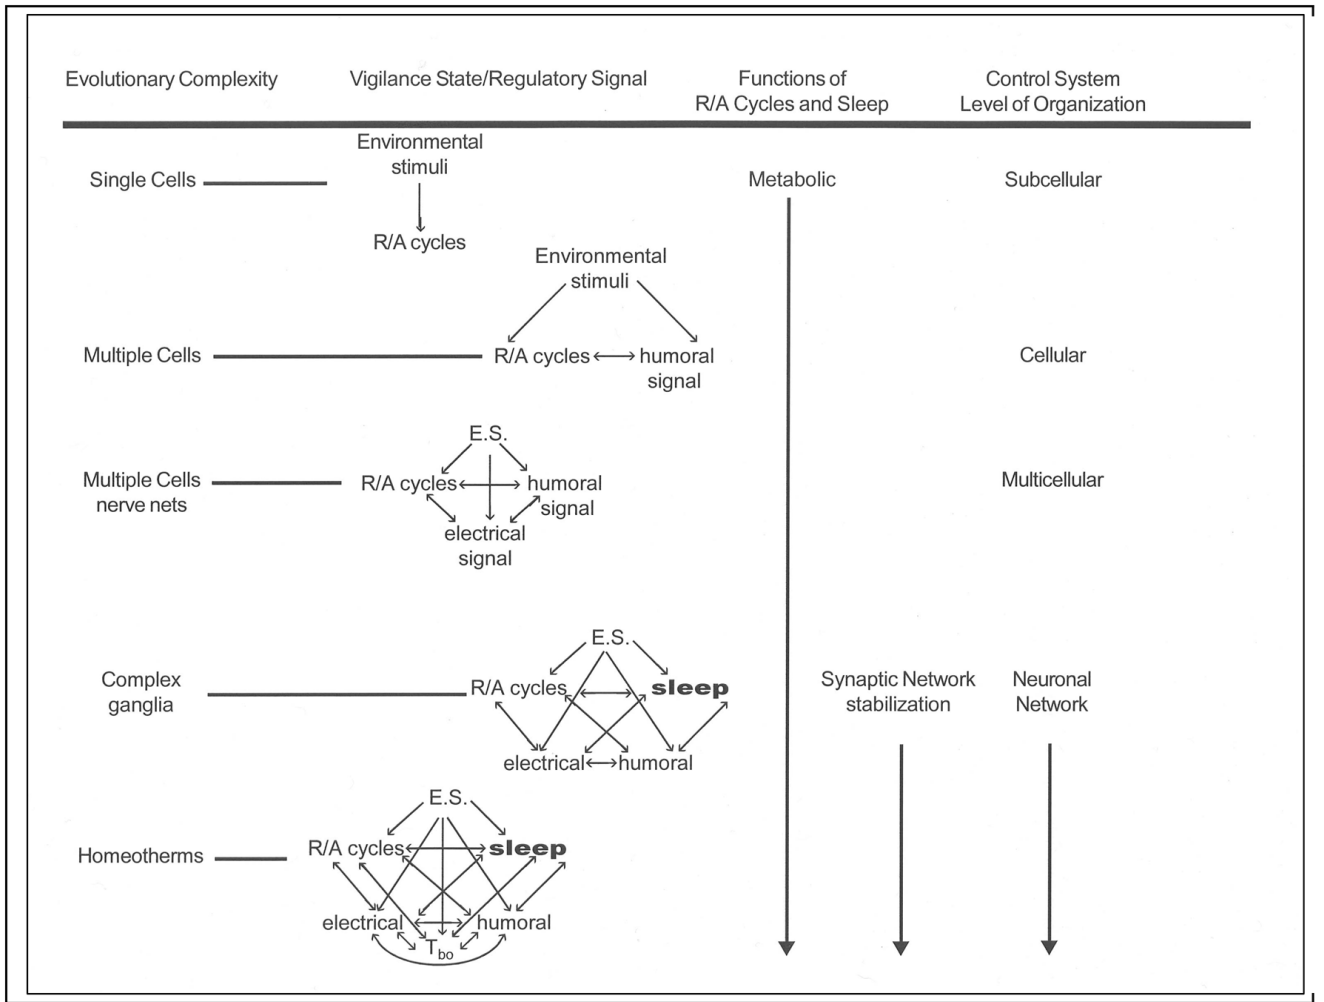 Evolutionary Complexity
Vigilance State/Regulatory Signal
Functions of
R/A Cycles and Sleep
Control System
Level of Organization
Environmental
stimuli
Single Cells
Metabolic
Subcellular
R/A cycles
Environmental
stimuli
Multiple Cells
R/A cycles
humoral
signal
Cellular
E.S.
Multiple Cells
nerve nets
R/A cycles
humoral
signal
electrical
signal
Multicellular
E.S.
Complex
ganglia
R/A cycles
sleep
electrical
humoral
Synaptic Network
stabilization
Neuronal
Network
E.S.
Homeotherms
R/A cycles
sleep
electrical
humoral
Tbo